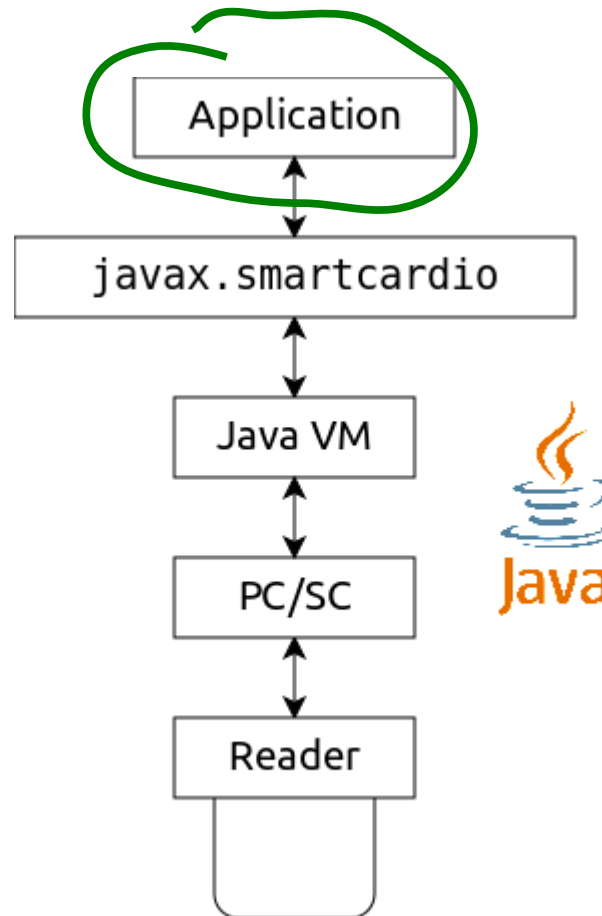 Application
javax.smartcardio
Java VM
PC/SC
Java
Reader